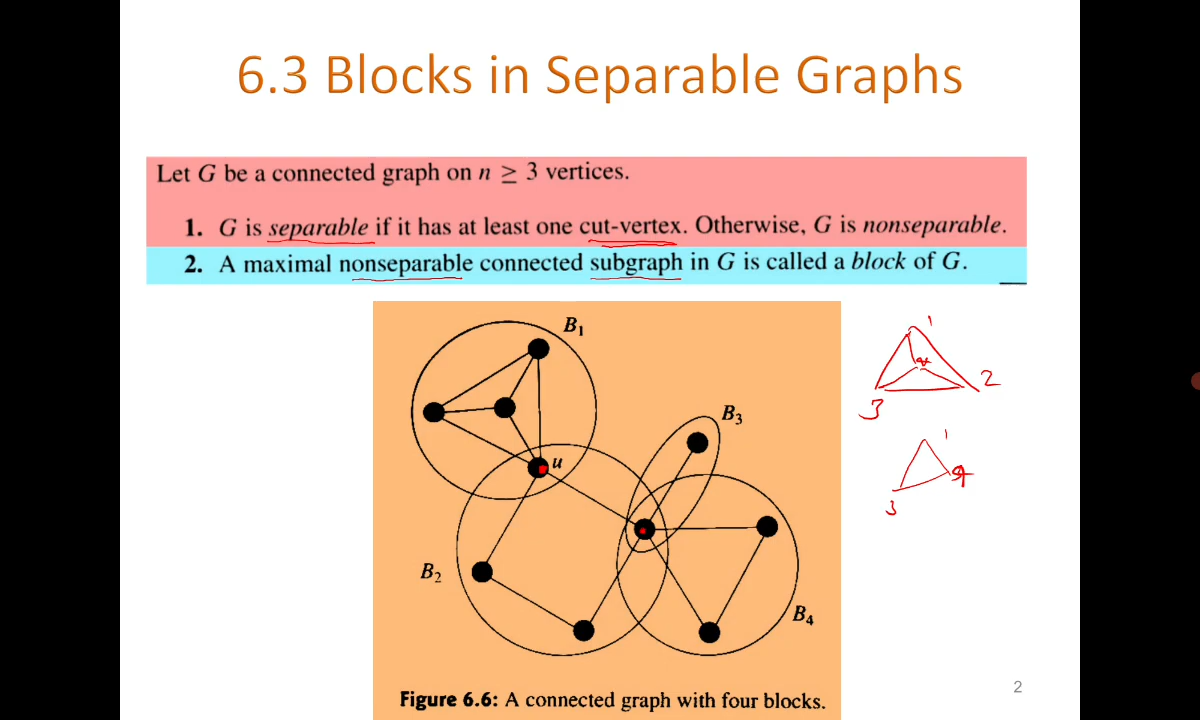 6.3 Blocks in Separable Graphs
Let G be a connected graph on n ≥ 3 vertices.
1. G is separable if it has at least one cut-vertex. Otherwise, G is nonseparable.
2. A maximal nonseparable connected subgraph in G is called a block of G.
B₁
1
2
B₃
3
u
1
3
B₂
B₄
2
Figure 6.6: A connected graph with four blocks.